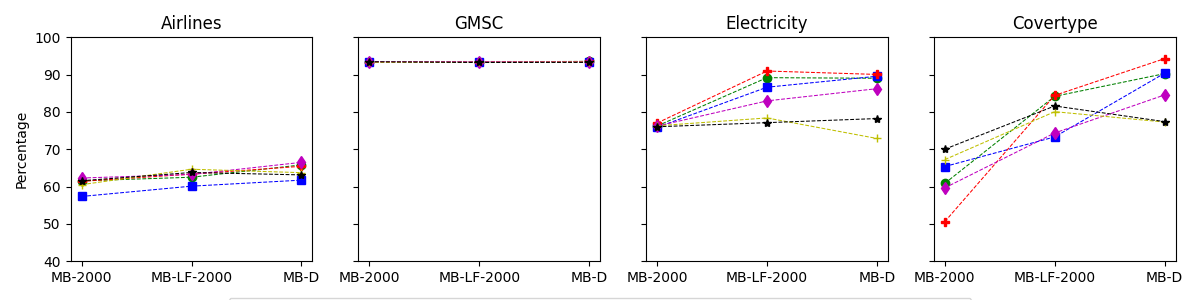 Airlines GMSC Electricity Covertype
Percentage
100
90
80
70
60
50
40
MB-2000 MB-LF-2000 MB-D MB-2000 MB-LF-2000 MB-D MB-2000 MB-LF-2000 MB-D MB-2000 MB-LF-2000 MB-D